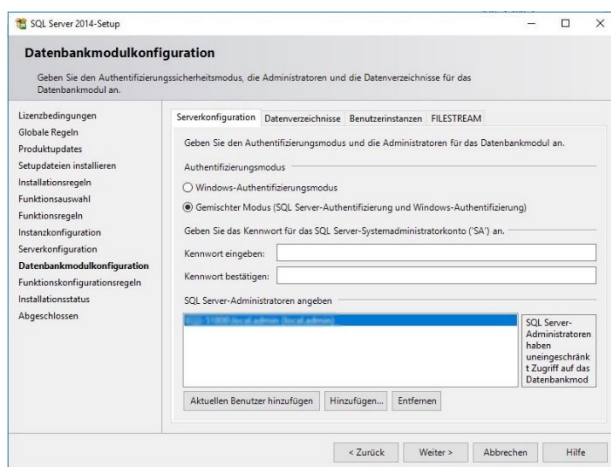 SQL Server 2014-Setup
Datenbankmodulkonfiguration
Geben Sie den Authentifizierungssicherheitsmodus, die Administratoren und die Datenverzeichnisse für das
Datenbankmodul an.
Lizenzbedingungen
Globale Regeln
Produktupdates
Setupdateien installieren
Installationsregeln
Funktionsauswahl
Funktionsregeln
Instanzkonfiguration
Serverkonfiguration
Datenbankmodulkonfiguration
Funktionskonfigurationsregeln
Installationsstatus
Abgeschlossen
Serverkonfiguration Datenverzeichnisse Benutzerinstanzen FILESTREAM
Geben Sie den Authentifizierungsmodus und die Administratoren für das Datenbankmodul an.
Authentifizierungsmodus
Windows-Authentifizierungsmodus
Gemischter Modus (SQL Server-Authentifizierung und Windows-Authentifizierung)
Geben Sie das Kennwort für das SQL Server-Systemadministratorkonto ('SA') an.
Kennwort eingeben:
Kennwort bestätigen:
SQL Server-Administratoren angeben
SQL Server-
Administratoren
haben
uneingeschränk
t Zugriff auf das
Datenbankmod
Aktuellen Benutzer hinzufügen Hinzufügen... Entfernen
< Zurück Weiter > Abbrechen Hilfe